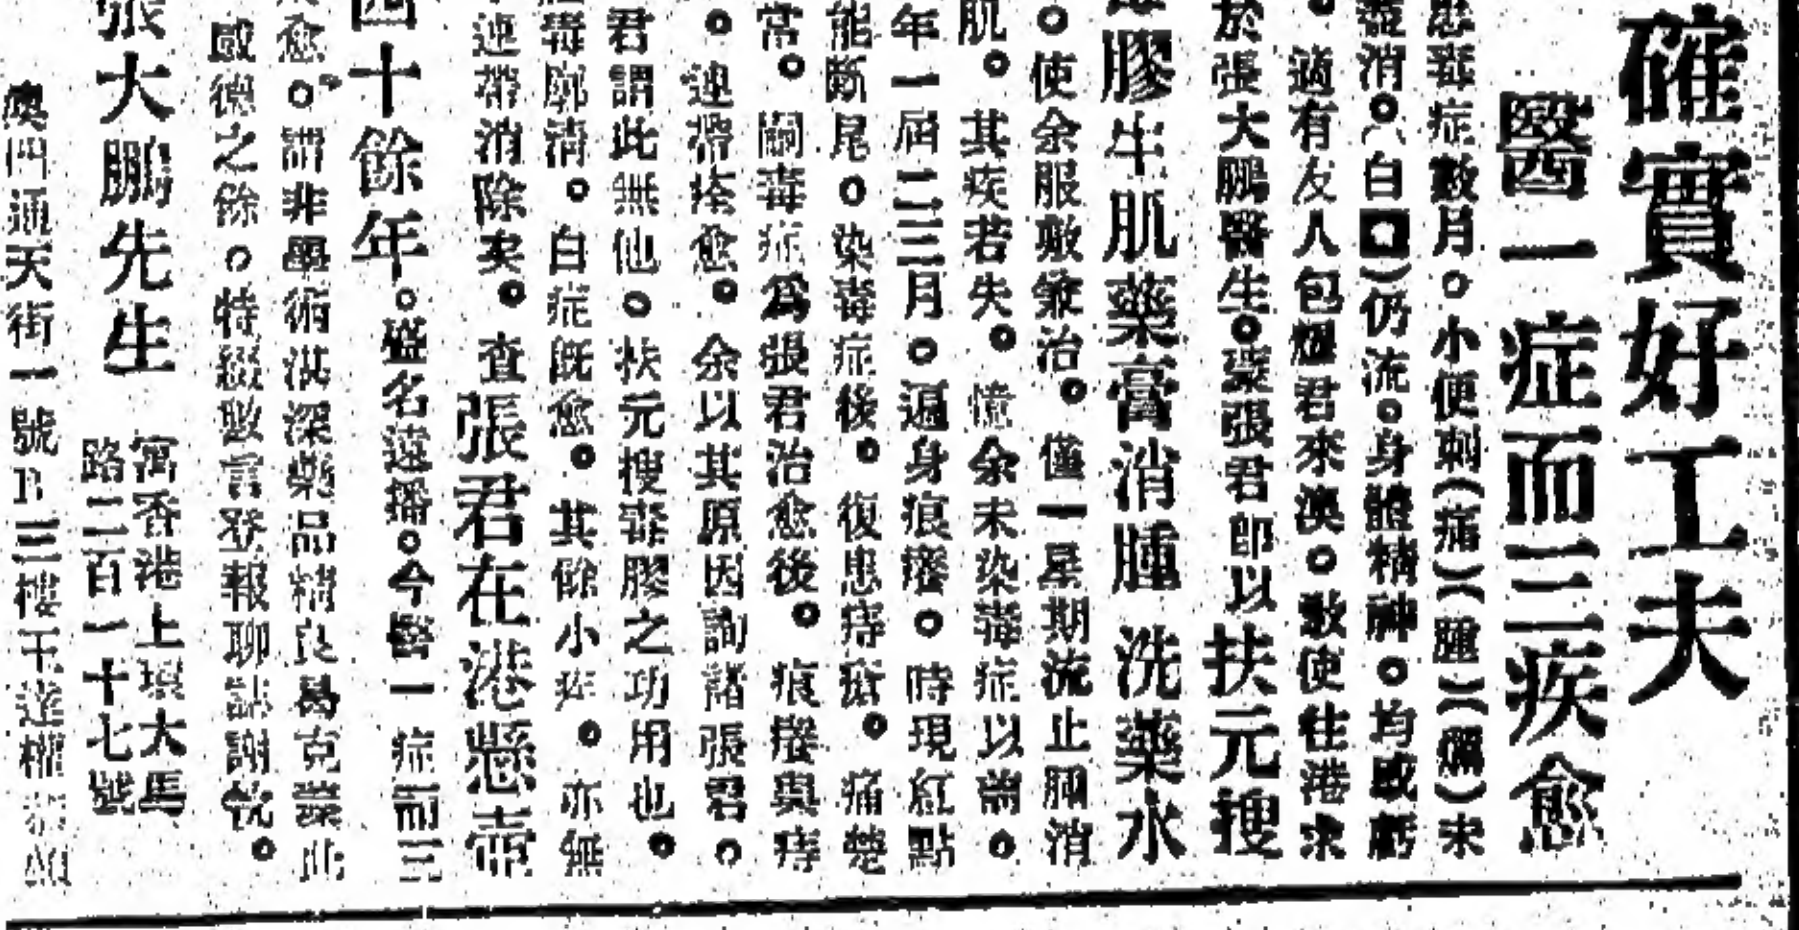 確實好工夫
醫一症而三疾愈
患毒症數月。小便刺(痛)(腫)(爛)未
盡消。(白)仍流。身體精神。均感虧
。適有友人包爓君來澳。敦使往港求
於張大鵬醫生。蒙張君即以扶元搜
膠生肌藥膏消腫 洗藥水
。使余服敷兼治。僅一星期流止腫消
肌。其疾若失。憶余未染毒症以前。
年一屆二三月。遍身痕癢。時現紅點
能斷尾。染毒症後。復患痔瘡。痛楚
常。嗣毒症為張君治愈後。痕癢與痔
。連帶痊愈。余以其原因詢諸張君。
君謂此無他。扶元搜毒膠之功用也。
毒廓清。白症既愈。其餘小疾。亦無
連帶消除矣。查張君在港懸壺
四十餘年。盛名遠播。今醫一症而三
愈。謂非學術湛深藥品精良曷克臻此
感德之餘。特綴數言登報聊誌謝忱。
張大鵬先生 寓香港上環大馬
路二百一十七號
澳門通天街一號B三樓王達權